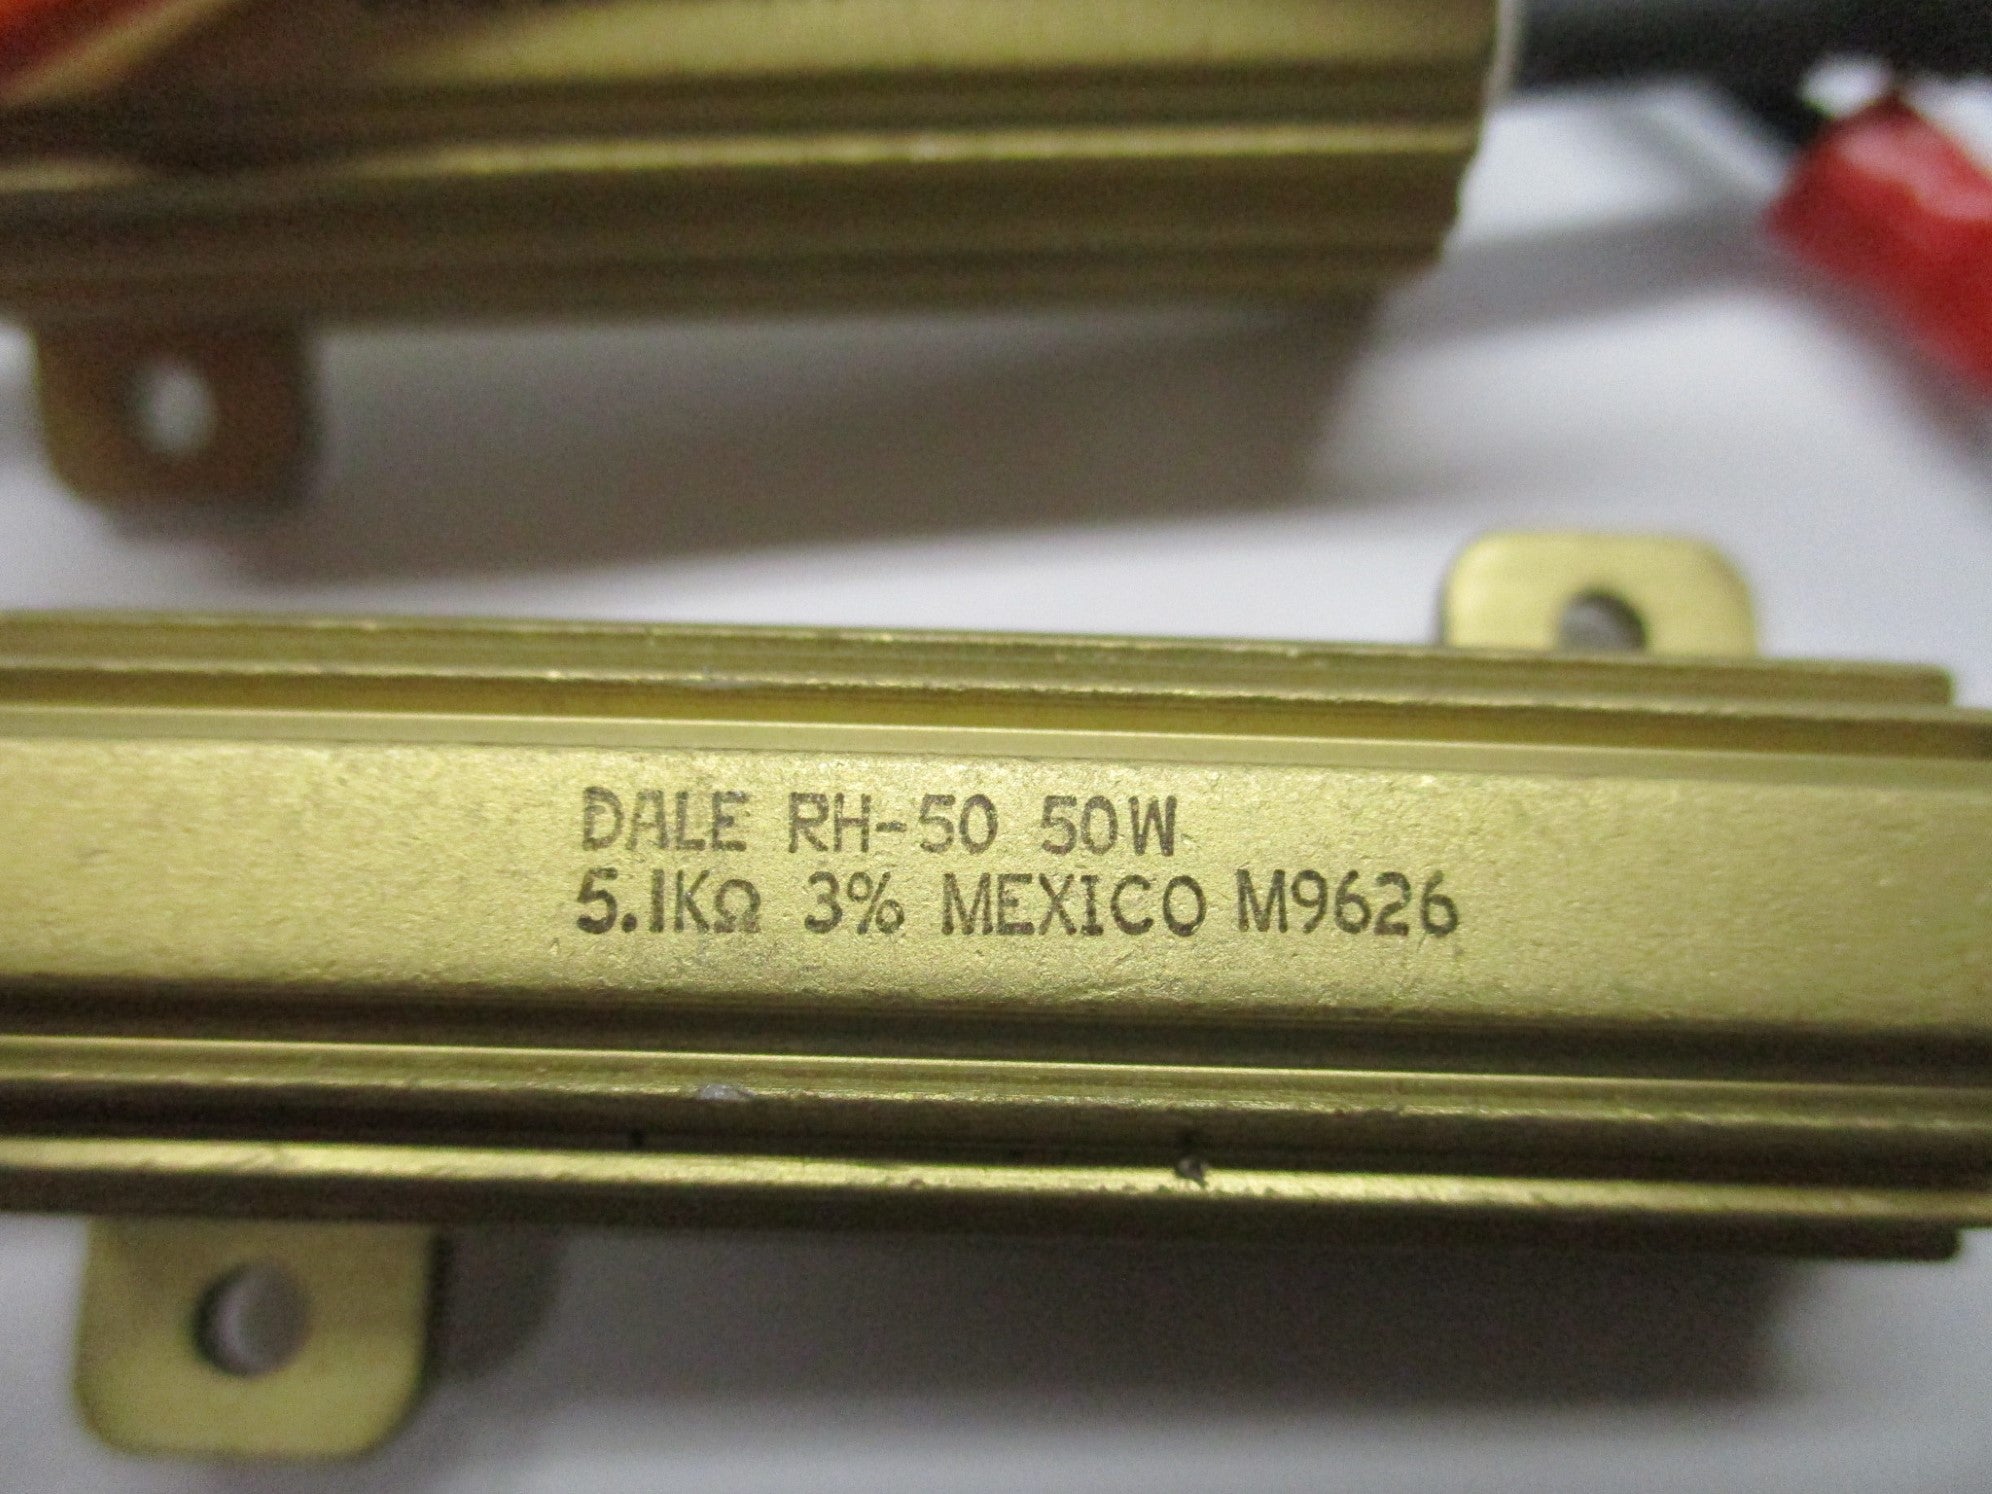 DALE RH-50 50W
5.1KΩ 3% MEXICO M9626